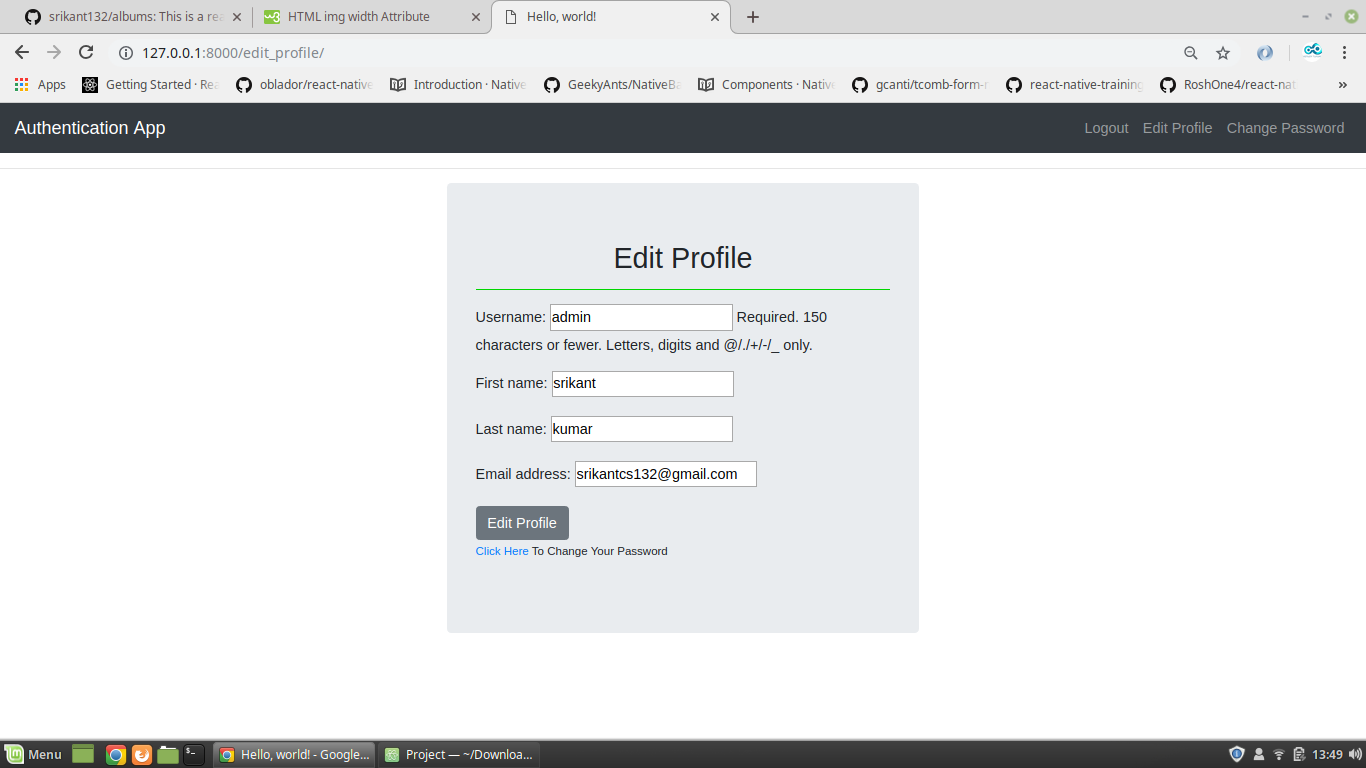 srikant132/albums: This is a rea
HTML img width Attribute
Hello, world!
127.0.0.1:8000/edit_profile/
Apps
Getting Started · Rea
oblador/react-native
Introduction · Native
GeekyAnts/NativeBa
Components · Nativ
gcanti/tcomb-form-n
react-native-training
RoshOne4/react-nat
»
Authentication App
Logout Edit Profile Change Password
Edit Profile
Username: admin Required. 150
characters or fewer. Letters, digits and @/./+/-/_ only.
First name: srikant
Last name: kumar
Email address: srikantcs132@gmail.com
Edit Profile
Click Here To Change Your Password
Menu
Hello, world! - Google...
Project — ~/Downloa...
13:49